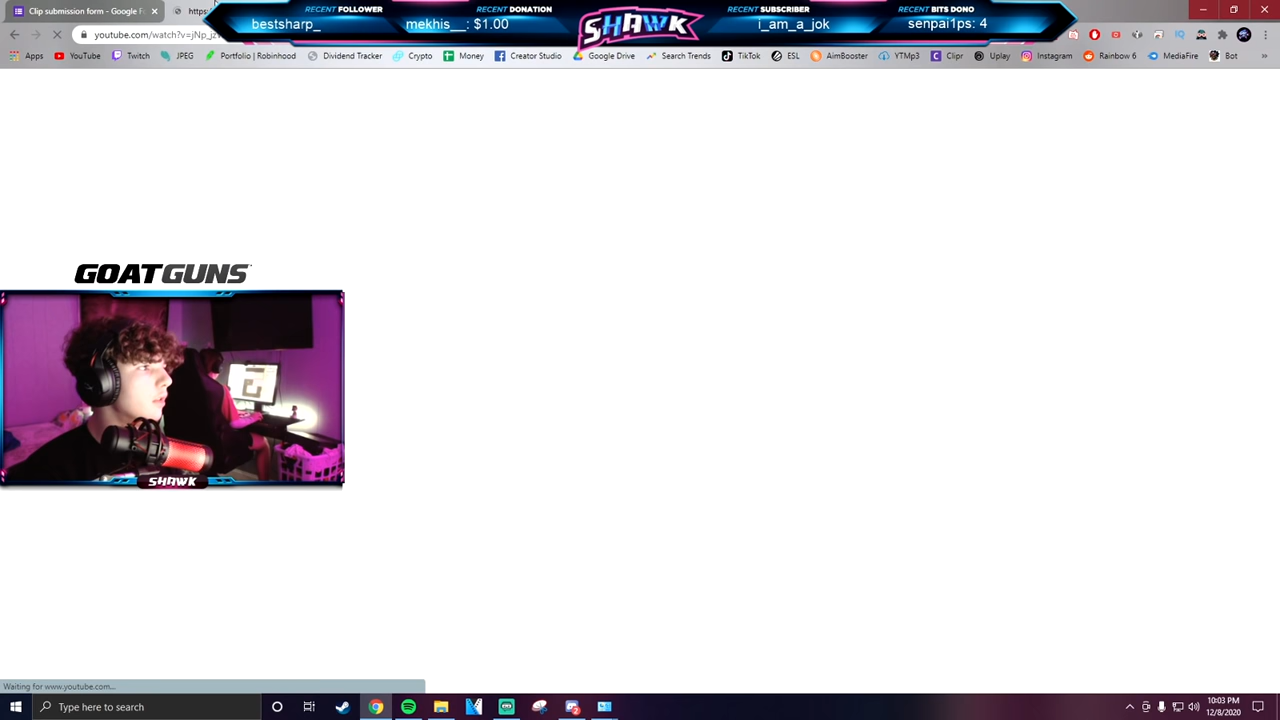 Clip submission form - Google F
https
RECENT FOLLOWER
bestsharp_
RECENT DONATION
mekhis__: $1.00
SHAWK
RECENT SUBSCRIBER
i_am_a_jok
RECENT BITS DONO
senpai1ps: 4
youtube.com/watch?v=jNp_jz
Apps
YouTube
Twitch
JPEG
Portfolio | Robinhood
Dividend Tracker
Crypto
Money
Creator Studio
Google Drive
Search Trends
TikTok
ESL
AimBooster
YTMp3
Clipr
Uplay
Instagram
Rainbow 6
MediaFire
Bot
GOATGUNS
SHAWK
Waiting for www.youtube.com...
Type here to search
10:03 PM
12/8/2020